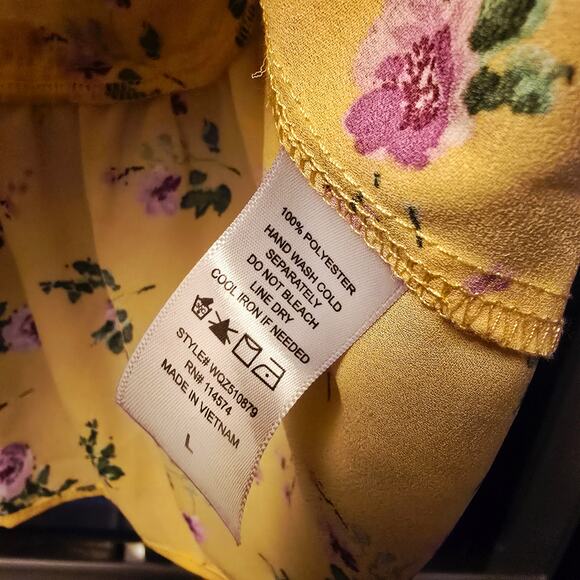 100% POLYESTER
HAND WASH COLD
SEPARATELY
DO NOT BLEACH
LINE DRY
COOL IRON IF NEEDED
STYLE# WQZ510879
RN# 114574
MADE IN VIETNAM
L